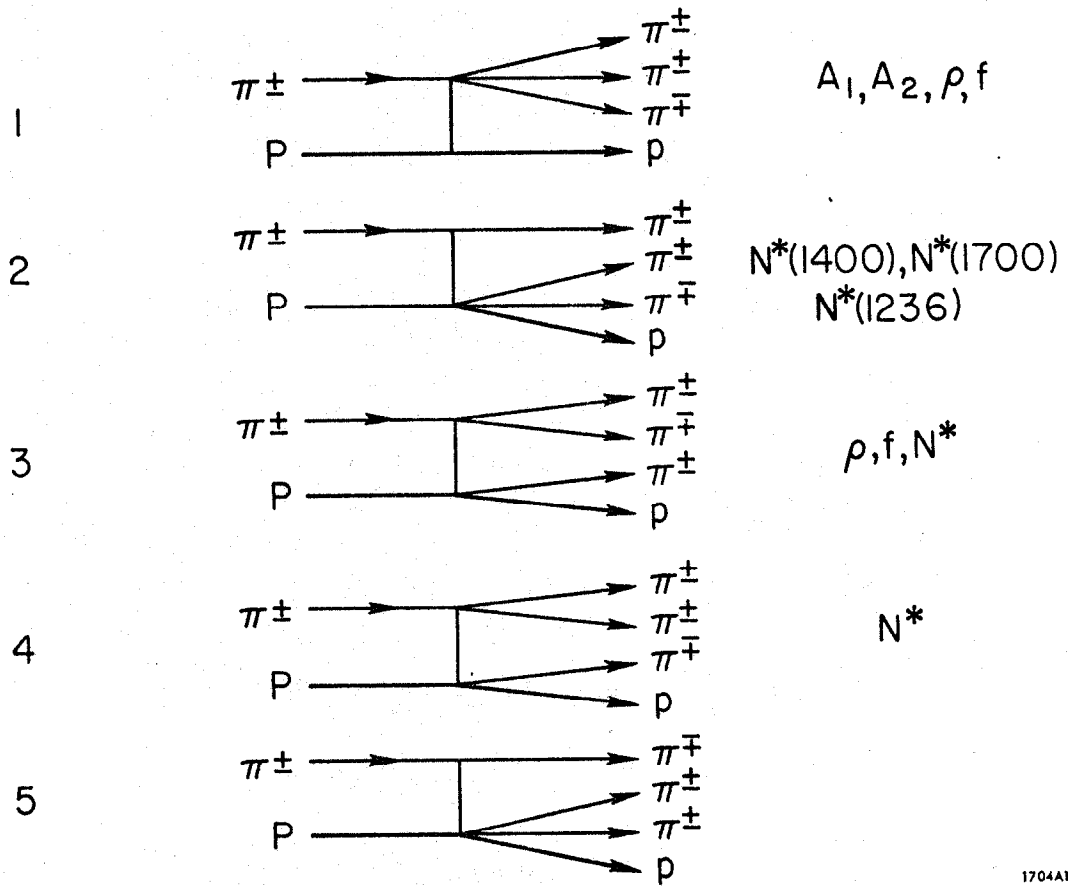 π±
π± π±
1 π∓ A₁, A₂, ρ, f
P p
π± π±
2 π± N*(1400), N*(1700)
P π∓ N*(1236)
p
π± π±
π∓
3 π± ρ, f, N*
P p
π± π±
π± N*
4 π∓
P p
π± π∓
π±
5 π±
P p
1704A1